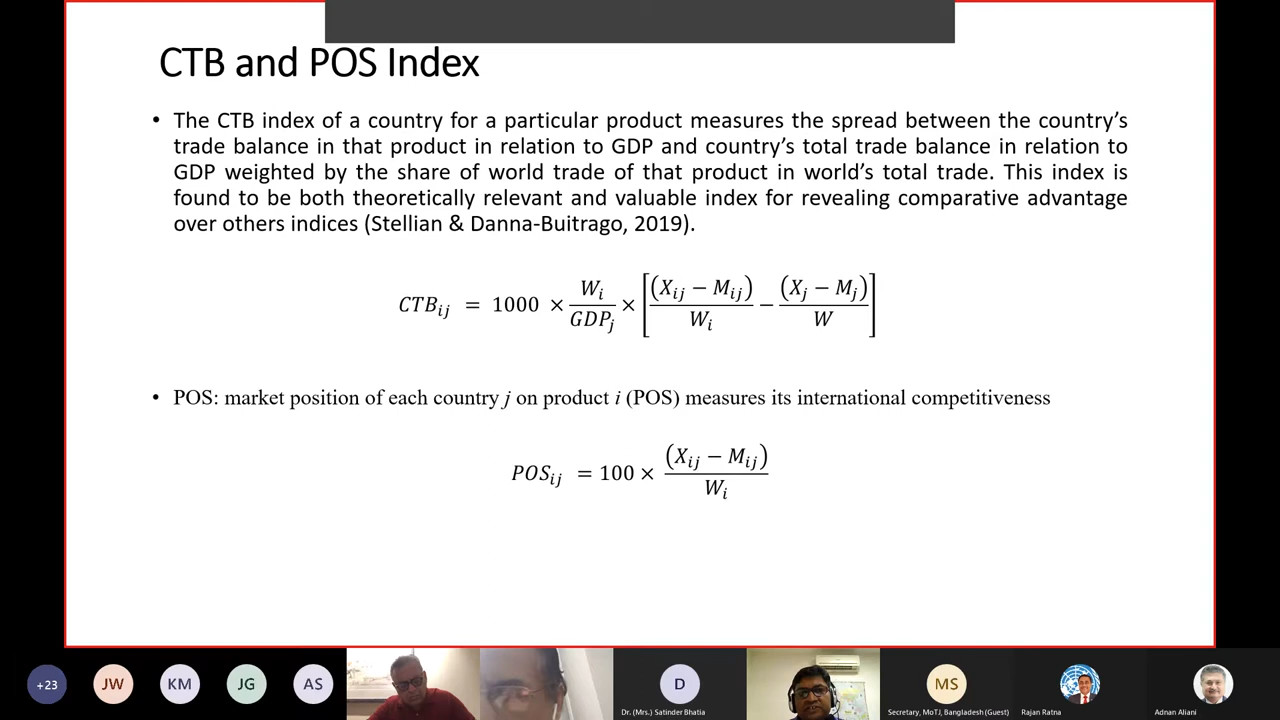 CTB and POS Index
• The CTB index of a country for a particular product measures the spread between the country’s
trade balance in that product in relation to GDP and country’s total trade balance in relation to
GDP weighted by the share of world trade of that product in world’s total trade. This index is
found to be both theoretically relevant and valuable index for revealing comparative advantage
over others indices (Stellian & Danna-Buitrago, 2019).
CTB_ij = 1000 × W_i/GDP_j × [(X_ij − M_ij)/W_i − (X_j − M_j)/W]
• POS: market position of each country j on product i (POS) measures its international competitiveness
POS_ij = 100 × (X_ij − M_ij)/W_i
+23 JW KM JG AS D MS
Dr. (Mrs.) Satinder Bhatia Secretary, MoTJ, Bangladesh (Guest) Rajan Ratna Adnan Aliani